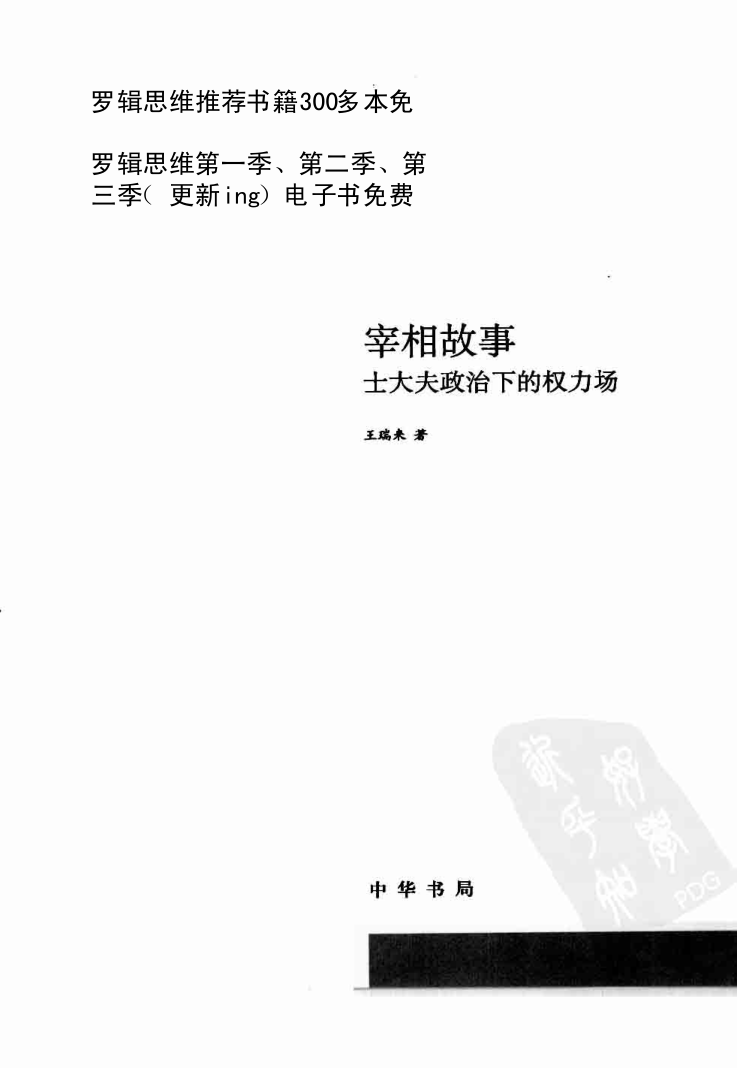 罗辑思维推荐书籍300多本免
罗辑思维第一季、第二季、第
三季( 更新ing) 电子书免费
宰相故事
士大夫政治下的权力场
王瑞来 著
中华书局
PDG